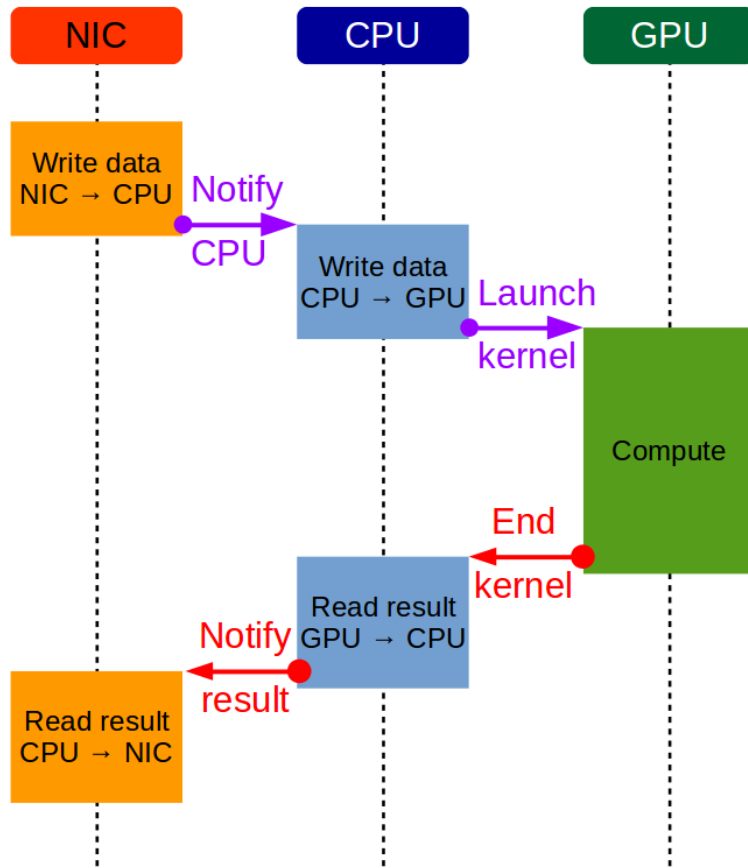 NIC
CPU
GPU
Write data
NIC → CPU
Notify
CPU
Write data
CPU → GPU
Launch
kernel
Compute
End
kernel
Read result
GPU → CPU
Notify
result
Read result
CPU → NIC